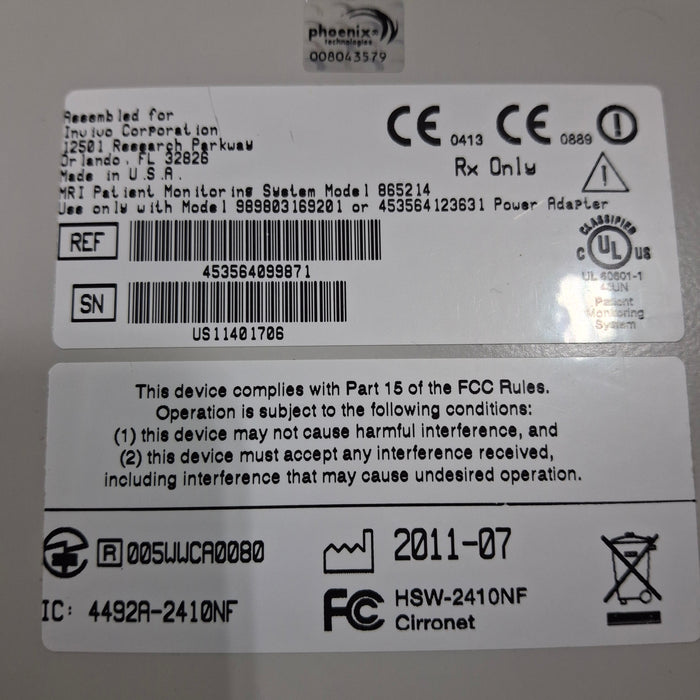 phoenix
technologies
008043579
Assembled for
Invivo Corporation
12501 Research Parkway
Orlando, FL 32826
Made in U.S.A.
MRI Patient Monitoring System Model 865214
Use only with Model 989803169201 or 453564123631 Power Adapter
CE 0413 CE 0889
Rx Only
REF
453564099871
SN
US11401706
CLASSIFIED
C UL US
UL 60601-1
Patient
Monitoring
System
This device complies with Part 15 of the FCC Rules.
Operation is subject to the following conditions:
(1) this device may not cause harmful interference, and
(2) this device must accept any interference received,
including interference that may cause undesired operation.
R 005WWCA0080
2011-07
IC: 4492A-2410NF
FC HSW-2410NF
Cirronet